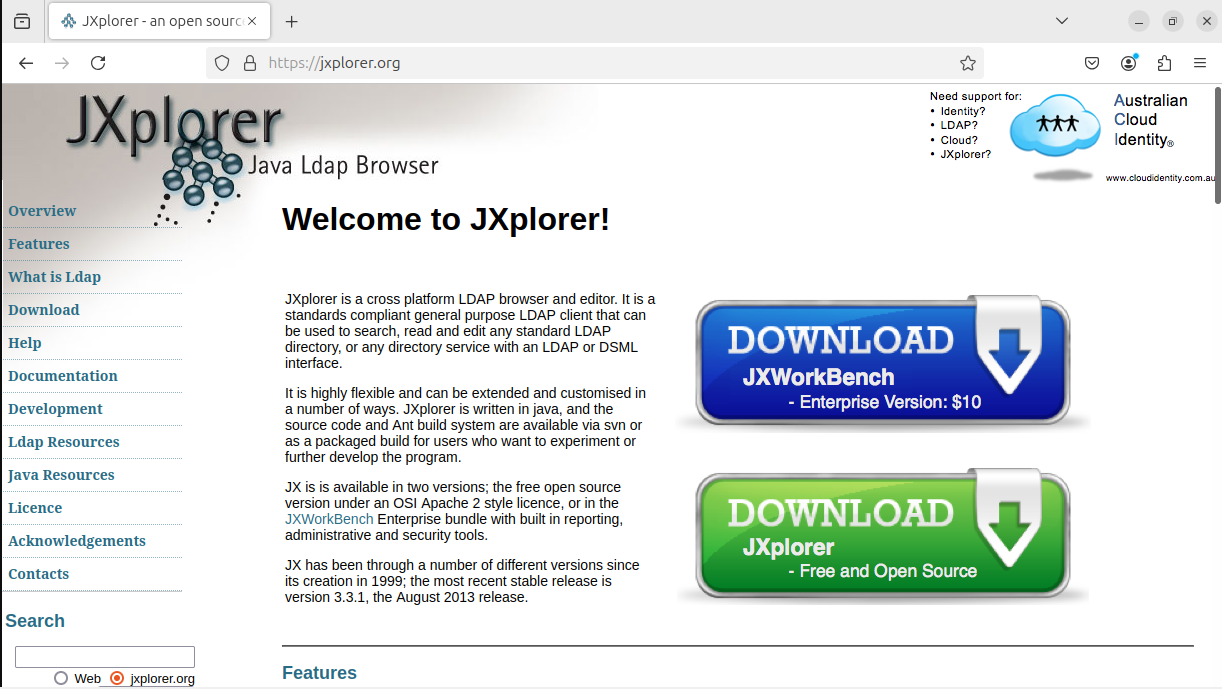 JXplorer - an open sourc
https://jxplorer.org
JXplorer
Java Ldap Browser
Need support for:
• Identity?
• LDAP?
• Cloud?
• JXplorer?
Australian
Cloud
Identity®
www.cloudidentity.com.au
Overview
Features
What is Ldap
Download
Help
Documentation
Development
Ldap Resources
Java Resources
Licence
Acknowledgements
Contacts
Search
Web
jxplorer.org
Welcome to JXplorer!
JXplorer is a cross platform LDAP browser and editor. It is a
standards compliant general purpose LDAP client that can
be used to search, read and edit any standard LDAP
directory, or any directory service with an LDAP or DSML
interface.
It is highly flexible and can be extended and customised in
a number of ways. JXplorer is written in java, and the
source code and Ant build system are available via svn or
as a packaged build for users who want to experiment or
further develop the program.
JX is is available in two versions; the free open source
version under an OSI Apache 2 style licence, or in the
JXWorkBench Enterprise bundle with built in reporting,
administrative and security tools.
JX has been through a number of different versions since
its creation in 1999; the most recent stable release is
version 3.3.1, the August 2013 release.
DOWNLOAD
JXWorkBench
- Enterprise Version: $10
DOWNLOAD
JXplorer
- Free and Open Source
Features